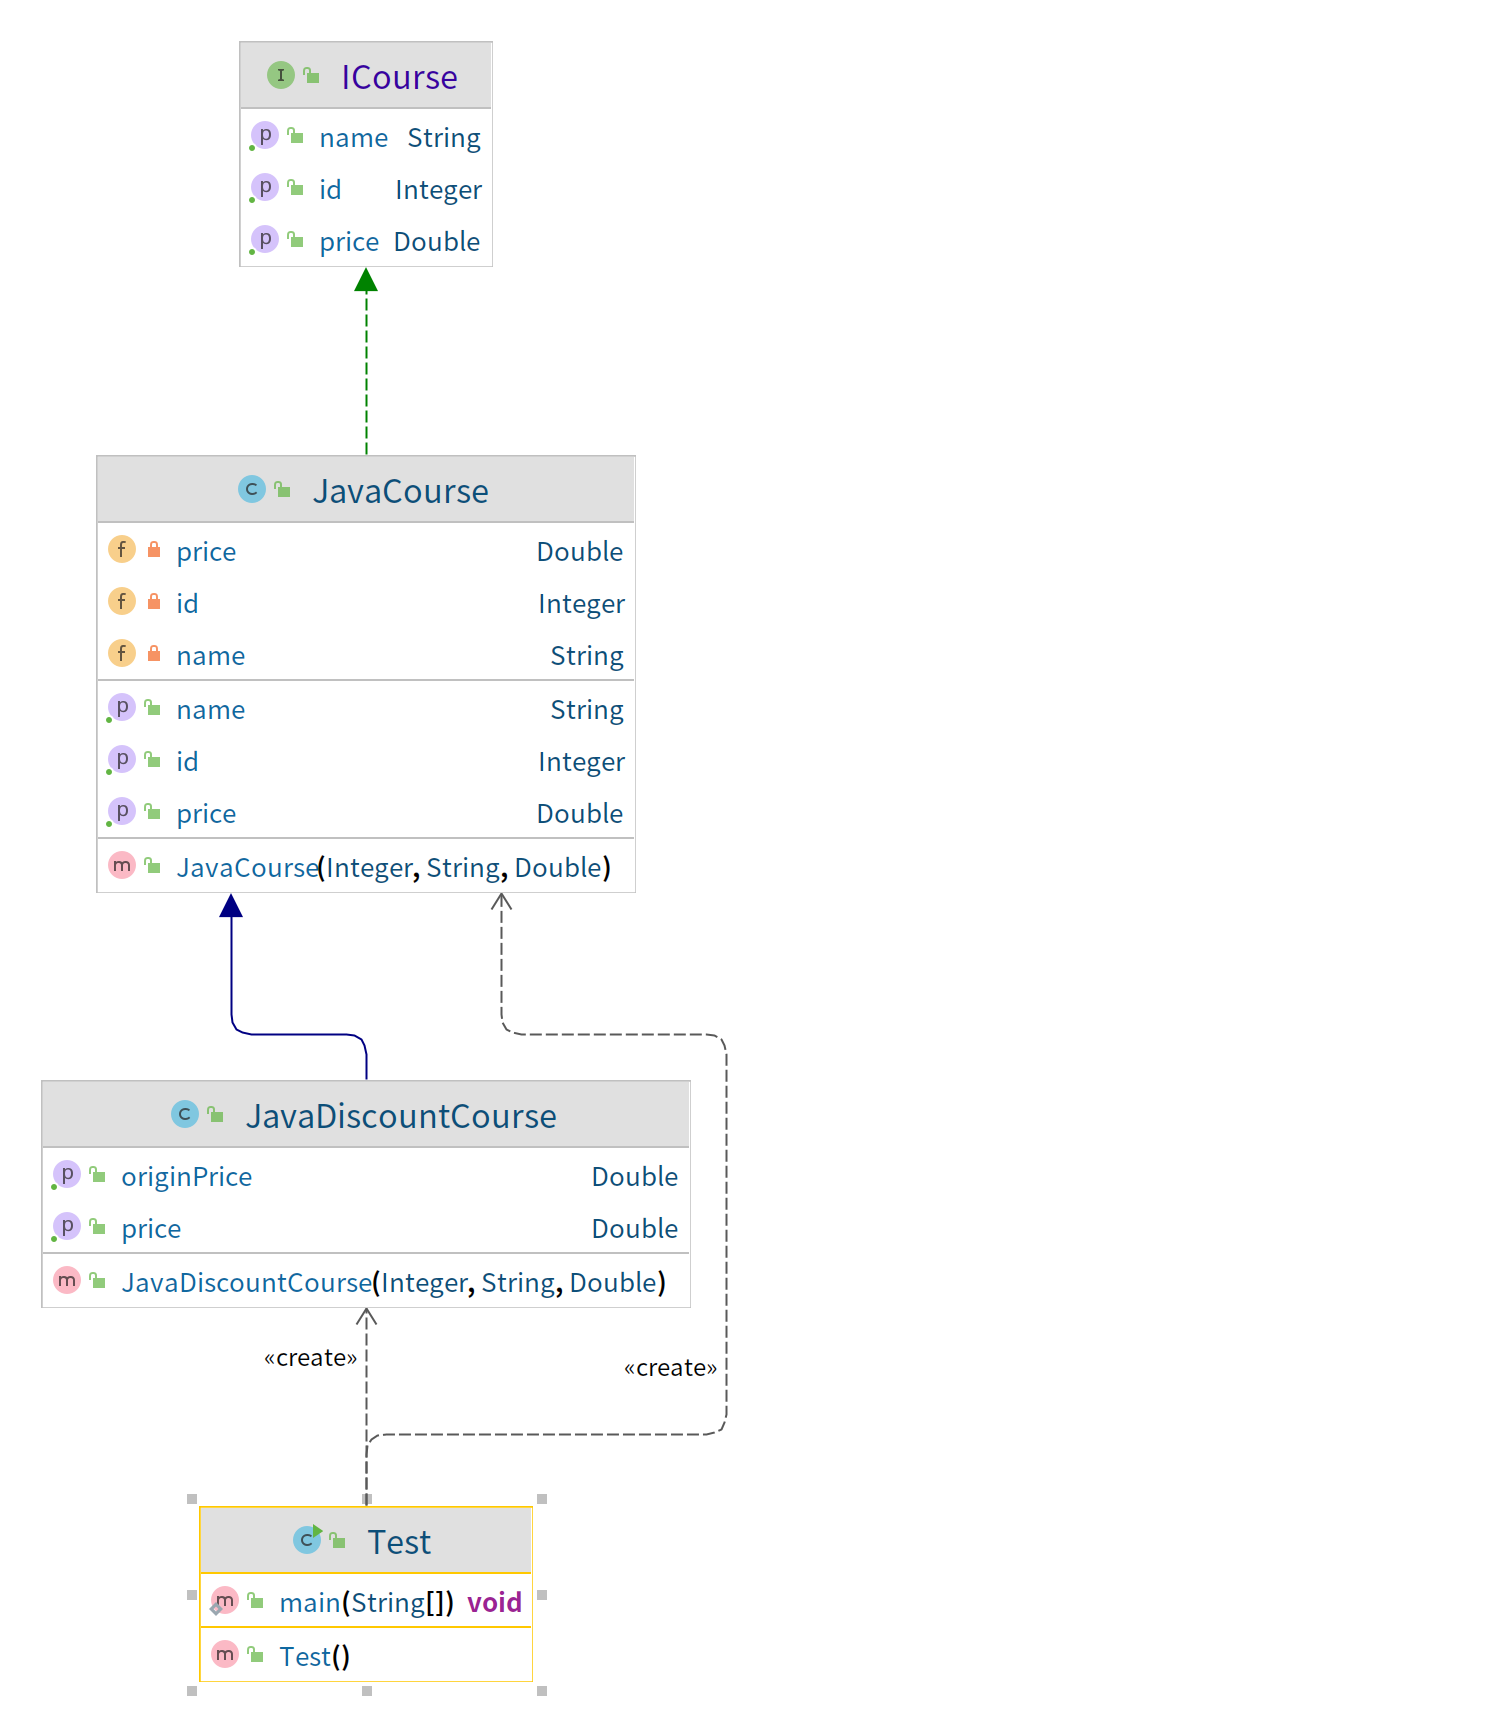 I ICourse
p name String
p id Integer
p price Double
C JavaCourse
f price Double
f id Integer
f name String
p name String
p id Integer
p price Double
m JavaCourse(Integer, String, Double)
C JavaDiscountCourse
p originPrice Double
p price Double
m JavaDiscountCourse(Integer, String, Double)
«create»
«create»
C Test
m main(String[]) void
m Test()